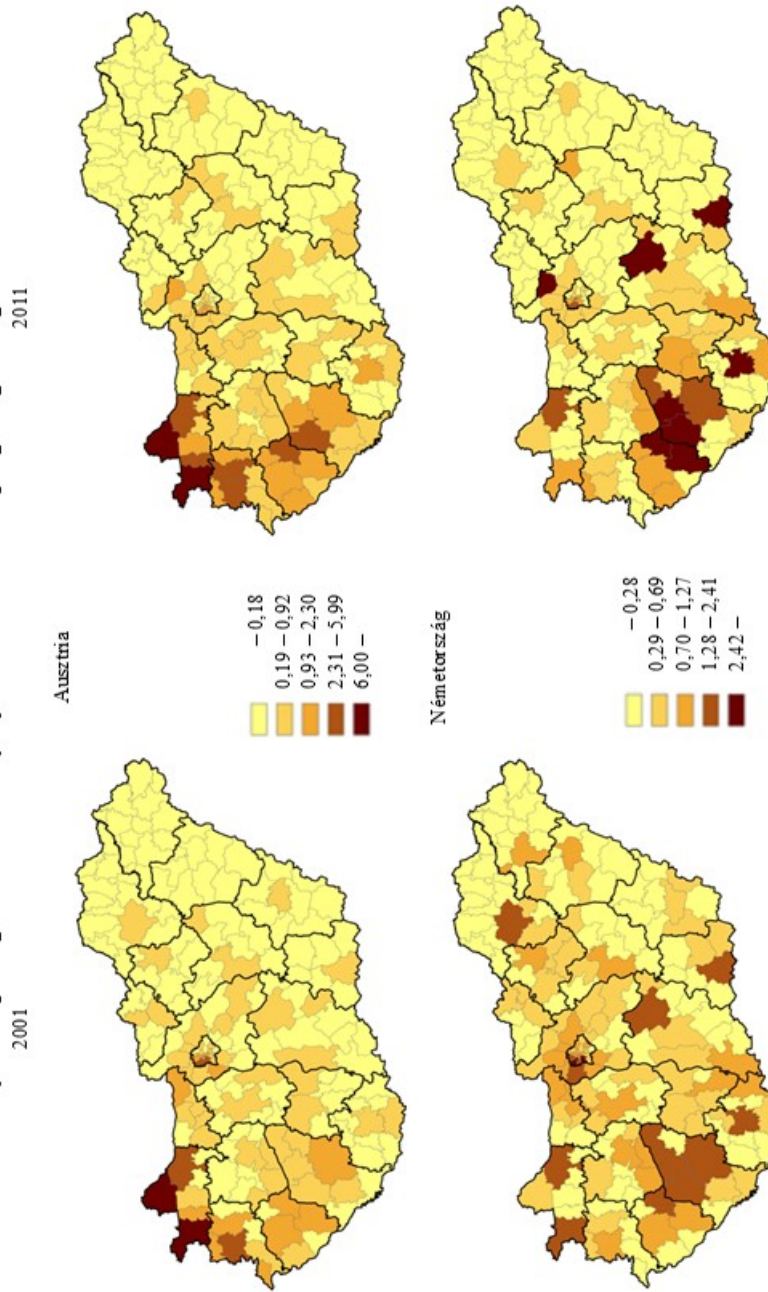 2011
Ausztria
– 0,18
0,19 – 0,92
0,93 – 2,30
2,31 – 5,99
6,00 –
Németország
– 0,28
0,29 – 0,69
0,70 – 1,27
1,28 – 2,41
2,42 –
2001